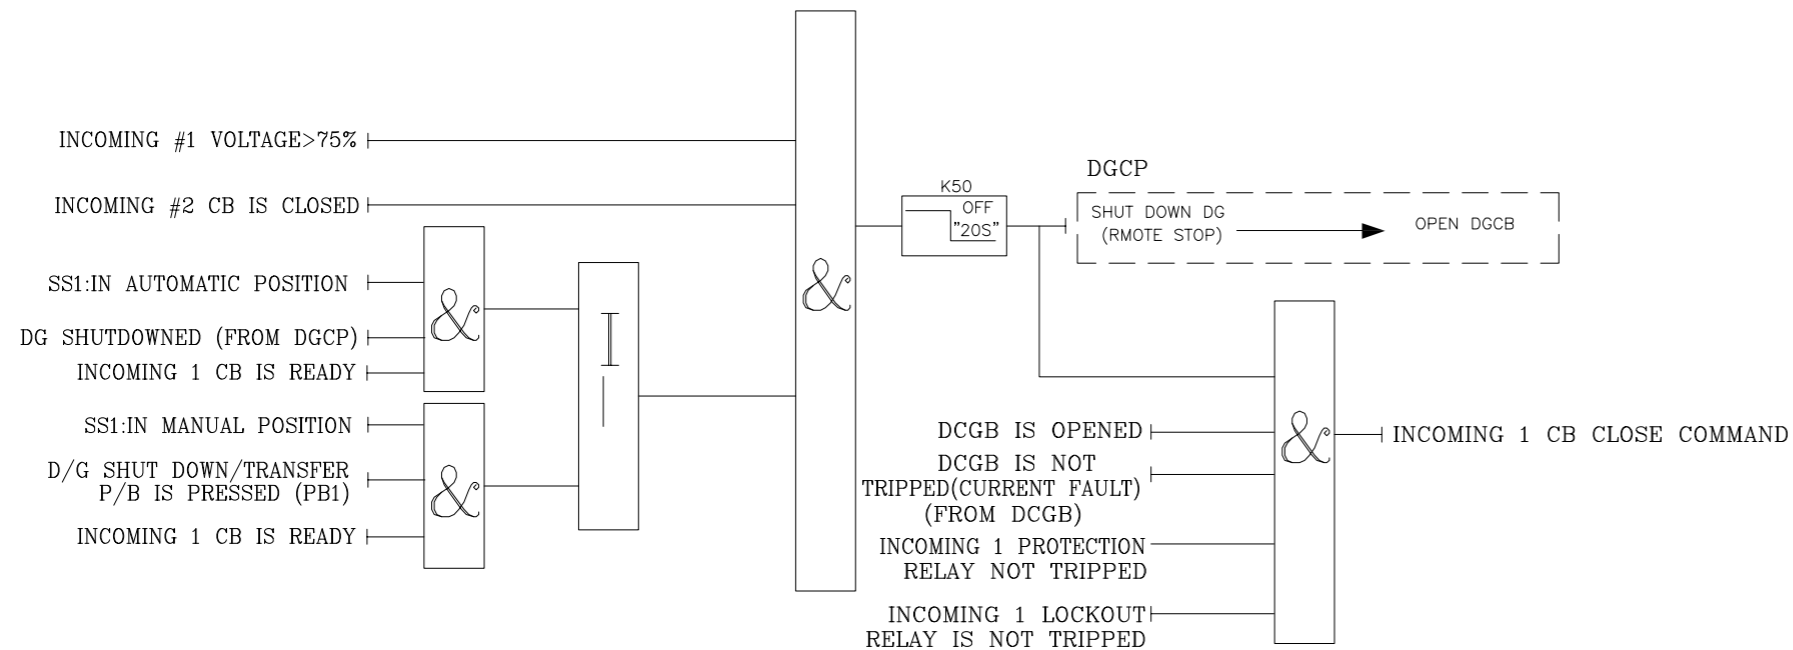 INCOMING #1 VOLTAGE>75%
INCOMING #2 CB IS CLOSED
SS1:IN AUTOMATIC POSITION
DG SHUTDOWNED (FROM DGCP)
INCOMING 1 CB IS READY
SS1:IN MANUAL POSITION
D/G SHUT DOWN/TRANSFER
P/B IS PRESSED (PB1)
INCOMING 1 CB IS READY
&
&
I
&
K50
OFF
"20S"
DGCP
SHUT DOWN DG
(RMOTE STOP)
OPEN DGCB
DCGB IS OPENED
DCGB IS NOT
TRIPPED(CURRENT FAULT)
(FROM DCGB)
INCOMING 1 PROTECTION
RELAY NOT TRIPPED
INCOMING 1 LOCKOUT
RELAY IS NOT TRIPPED
&
INCOMING 1 CB CLOSE COMMAND